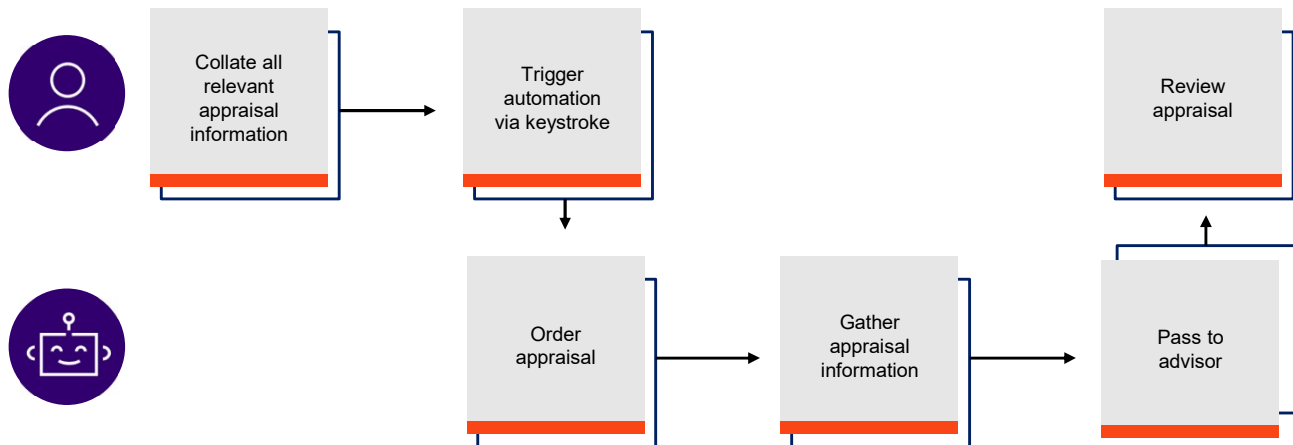 Collate all
relevant
appraisal
information
Trigger
automation
via keystroke
Review
appraisal
Order
appraisal
Gather
appraisal
information
Pass to
advisor